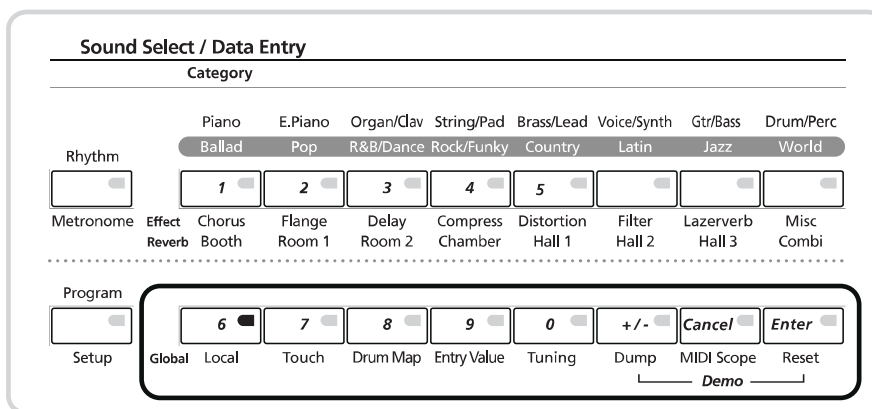 Sound Select / Data Entry
Category
Piano E.Piano Organ/Clav String/Pad Brass/Lead Voice/Synth Gtr/Bass Drum/Perc
Rhythm Ballad Pop R&B/Dance Rock/Funky Country Latin Jazz World
1 2 3 4 5
Metronome Effect Chorus Flange Delay Compress Distortion Filter Lazerverb Misc
Reverb Booth Room 1 Room 2 Chamber Hall 1 Hall 2 Hall 3 Combi
Program
6 7 8 9 0 +/- Cancel Enter
Setup Global Local Touch Drum Map Entry Value Tuning Dump MIDI Scope Reset
Demo